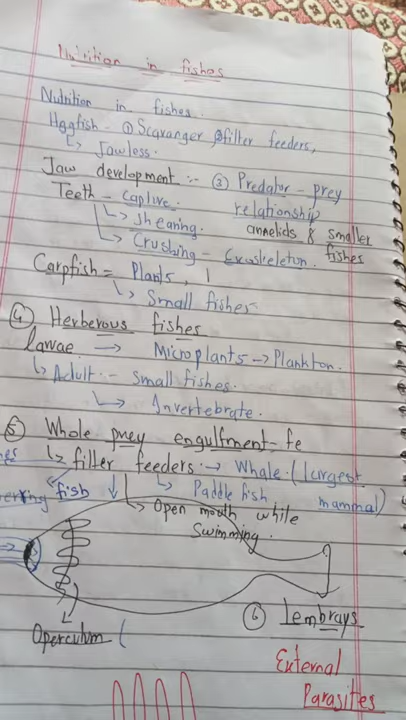 Nutrition in fishes
Nutrition in fishes.
Hagfish - ① Scavanger, ② filter feeders,
↳ Jawless.
Jaw development :- ③ Predator - prey
relationship
Teeth - Captive.
annelids & smaller
fishes
↳ Shearing.
↳ Crushing - Exoskeleton.
Carpfish = Plants,
↳ Small fishes.
④ Herberous fishes
larvae ⇒ Microplants → Plankton.
↳ Adult - Small fishes.
↳ Invertebrate.
⑤ Whole prey engulfment - fe
↳ filter feeders → Whale (largest
mammal)
fish ↓ ↳ Paddle fish
↳ Open mouth while
Swimming.
Operculum
⑥ Lembrays
External
Parasites